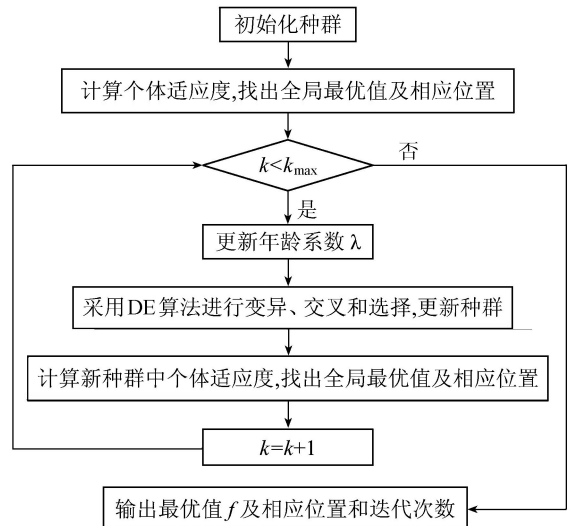 初始化种群
计算个体适应度,找出全局最优值及相应位置
k<kmax
否
是
更新年龄系数 λ
采用DE算法进行变异、交叉和选择,更新种群
计算新种群中个体适应度,找出全局最优值及相应位置
k=k+1
输出最优值 f 及相应位置和迭代次数